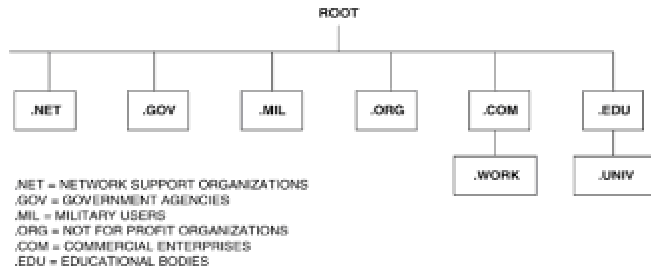 ROOT
.NET .GOV .MIL .ORG .COM .EDU
.WORK .UNIV
.NET = NETWORK SUPPORT ORGANIZATIONS
.GOV = GOVERNMENT AGENCIES
.MIL = MILITARY USERS
.ORG = NOT FOR PROFIT ORGANIZATIONS
.COM = COMMERCIAL ENTERPRISES
.EDU = EDUCATIONAL BODIES